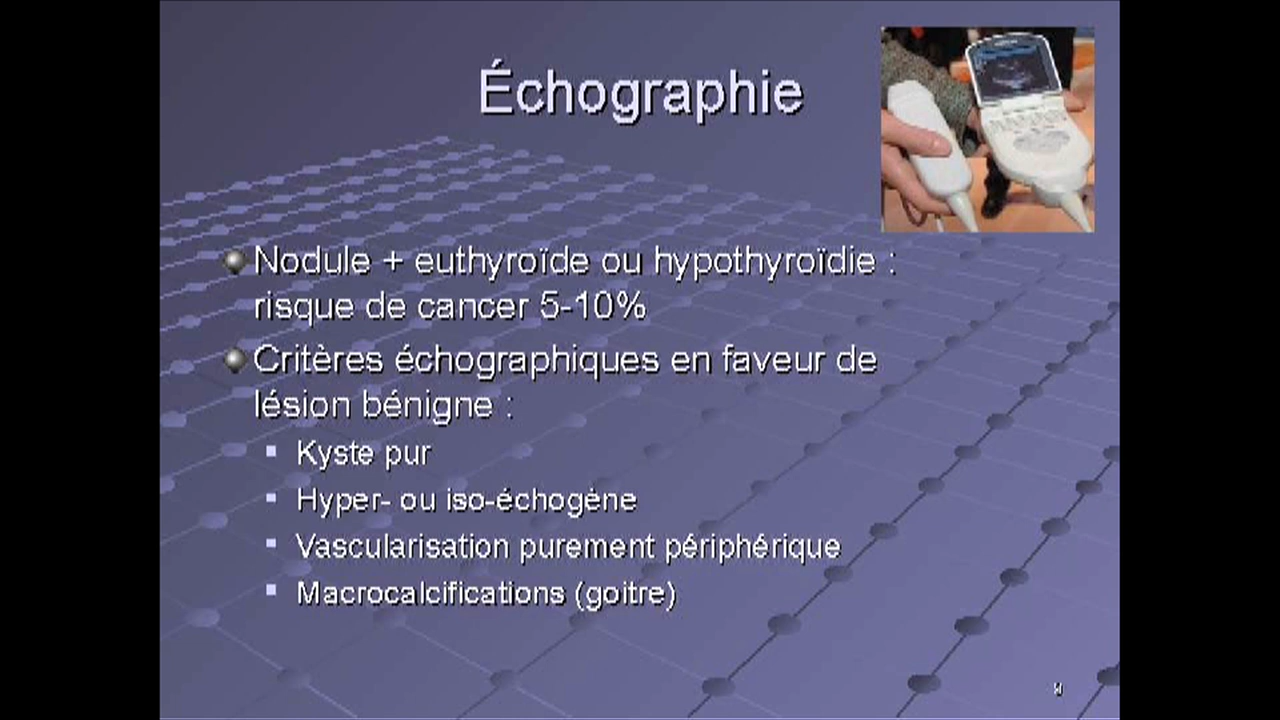 Échographie
Nodule + euthyroïde ou hypothyroïdie :
risque de cancer 5-10%
Critères échographiques en faveur de
lésion bénigne :
Kyste pur
Hyper- ou iso-échogène
Vascularisation purement périphérique
Macrocalcifications (goitre)